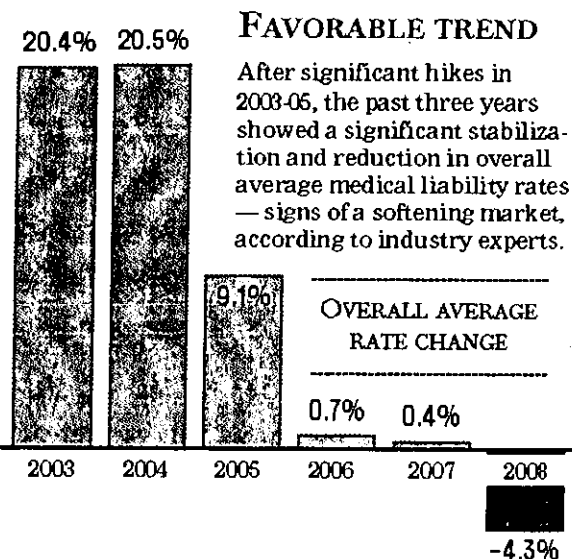 20.4% 20.5%
FAVORABLE TREND
After significant hikes in
2003-05, the past three years
showed a significant stabiliza-
tion and reduction in overall
average medical liability rates
— signs of a softening market,
according to industry experts.
9.1%
OVERALL AVERAGE
RATE CHANGE
0.7% 0.4%
2003 2004 2005 2006 2007 2008
-4.3%